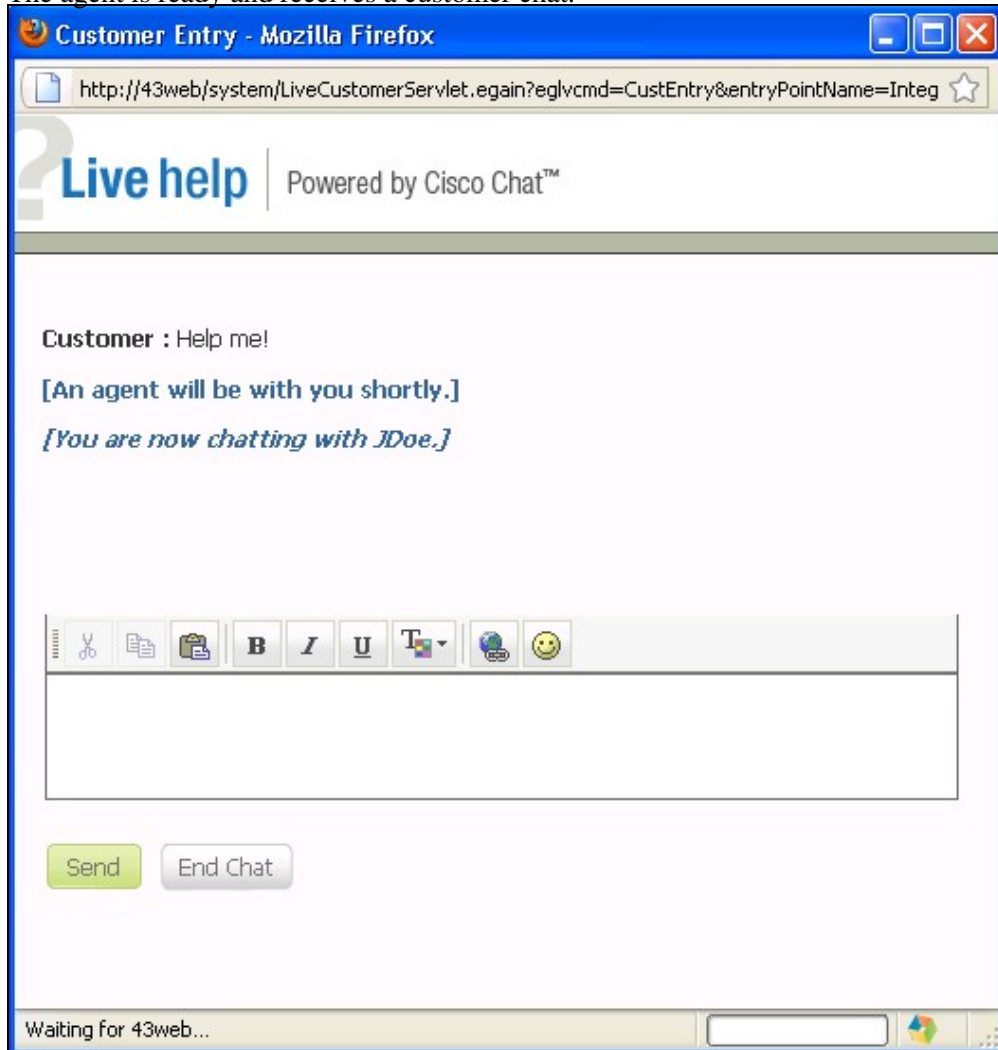 The agent is ready and receives a customer chat.
Customer Entry - Mozilla Firefox
http://43web/system/LiveCustomerServlet.egain?eglvcmd=CustEntry&entryPointName=Integ
? Live help | Powered by Cisco Chat™
Customer : Help me!
[An agent will be with you shortly.]
[You are now chatting with JDoe.]
B I U T
Send End Chat
Waiting for 43web...